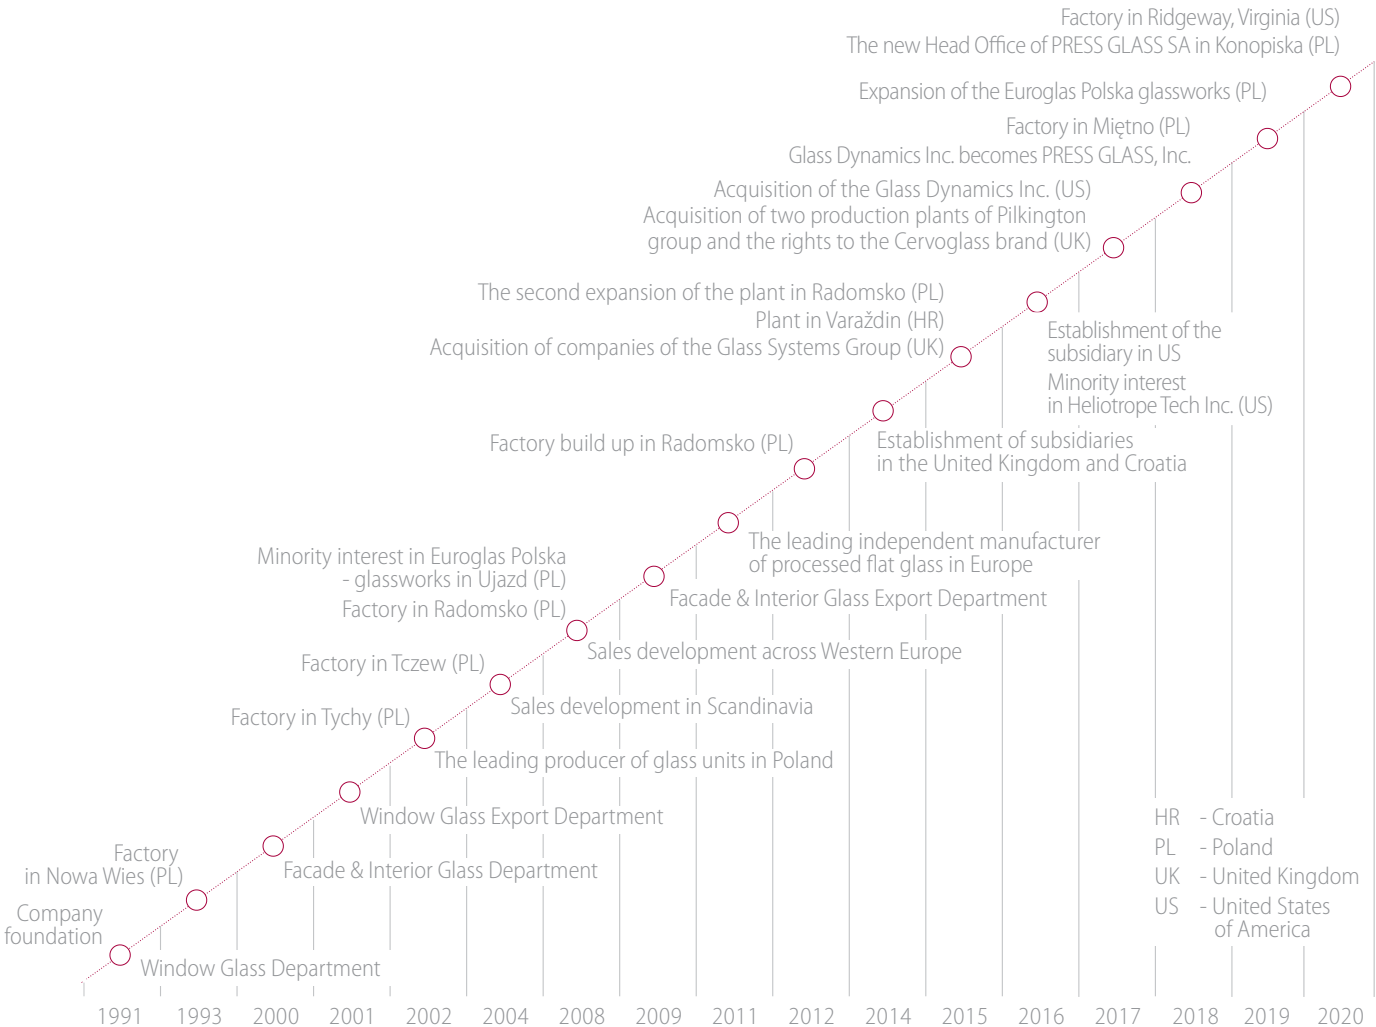 Factory in Ridgeway, Virginia (US)
The new Head Office of PRESS GLASS SA in Konopiska (PL)
Expansion of the Euroglas Polska glassworks (PL)
Factory in Miętno (PL)
Glass Dynamics Inc. becomes PRESS GLASS, Inc.
Acquisition of the Glass Dynamics Inc. (US)
Acquisition of two production plants of Pilkington
group and the rights to the Cervoglass brand (UK)
The second expansion of the plant in Radomsko (PL)
Plant in Varaždin (HR)
Acquisition of companies of the Glass Systems Group (UK)
Establishment of the
subsidiary in US
Minority interest
in Heliotrope Tech Inc. (US)
Factory build up in Radomsko (PL)
Establishment of subsidiaries
in the United Kingdom and Croatia
The leading independent manufacturer
of processed flat glass in Europe
Minority interest in Euroglas Polska
- glassworks in Ujazd (PL)
Factory in Radomsko (PL)
Facade & Interior Glass Export Department
Sales development across Western Europe
Factory in Tczew (PL)
Sales development in Scandinavia
Factory in Tychy (PL)
The leading producer of glass units in Poland
Window Glass Export Department
Factory
in Nowa Wies (PL)
Facade & Interior Glass Department
Company
foundation
Window Glass Department
HR - Croatia
PL - Poland
UK - United Kingdom
US - United States
of America
1991 1993 2000 2001 2002 2004 2008 2009 2011 2012 2014 2015 2016 2017 2018 2019 2020